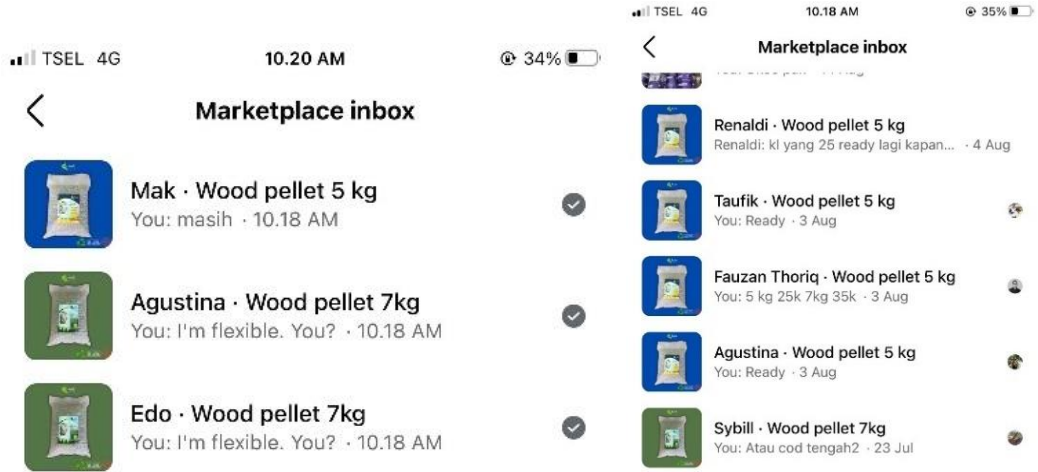 TSEL 4G 10.20 AM 34%
Marketplace inbox
Mak · Wood pellet 5 kg
You: masih · 10.18 AM
Agustina · Wood pellet 7kg
You: I'm flexible. You? · 10.18 AM
Edo · Wood pellet 7kg
You: I'm flexible. You? · 10.18 AM
TSEL 4G 10.18 AM 35%
Marketplace inbox
Renaldi · Wood pellet 5 kg
Renaldi: kl yang 25 ready lagi kapan... · 4 Aug
Taufik · Wood pellet 5 kg
You: Ready · 3 Aug
Fauzan Thoriq · Wood pellet 5 kg
You: 5 kg 25k 7kg 35k · 3 Aug
Agustina · Wood pellet 5 kg
You: Ready · 3 Aug
Sybill · Wood pellet 7kg
You: Atau cod tengah2 · 23 Jul